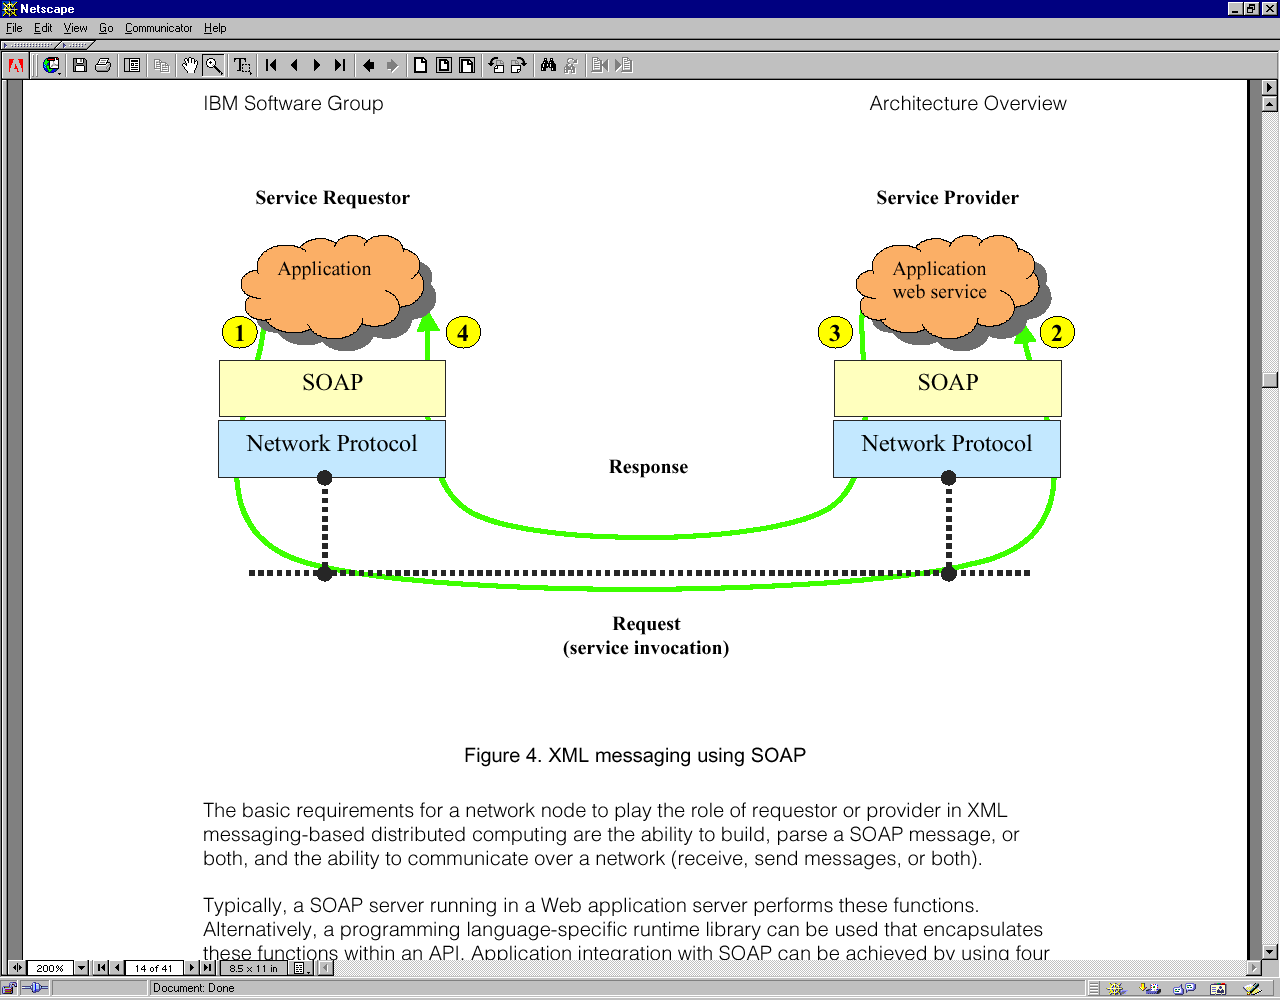 Netscape
File Edit View Go Communicator Help
IBM Software Group Architecture Overview
Service Requestor Service Provider
Application
Application
web service
1 4 3 2
SOAP SOAP
Network Protocol Network Protocol
Response
Request
(service invocation)
Figure 4. XML messaging using SOAP
The basic requirements for a network node to play the role of requestor or provider in XML
messaging-based distributed computing are the ability to build, parse a SOAP message, or
both, and the ability to communicate over a network (receive, send messages, or both).
Typically, a SOAP server running in a Web application server performs these functions.
Alternatively, a programming language-specific runtime library can be used that encapsulates
these functions within an API. Application integration with SOAP can be achieved by using four
200% 14 of 41 8.5 x 11 in
Document: Done